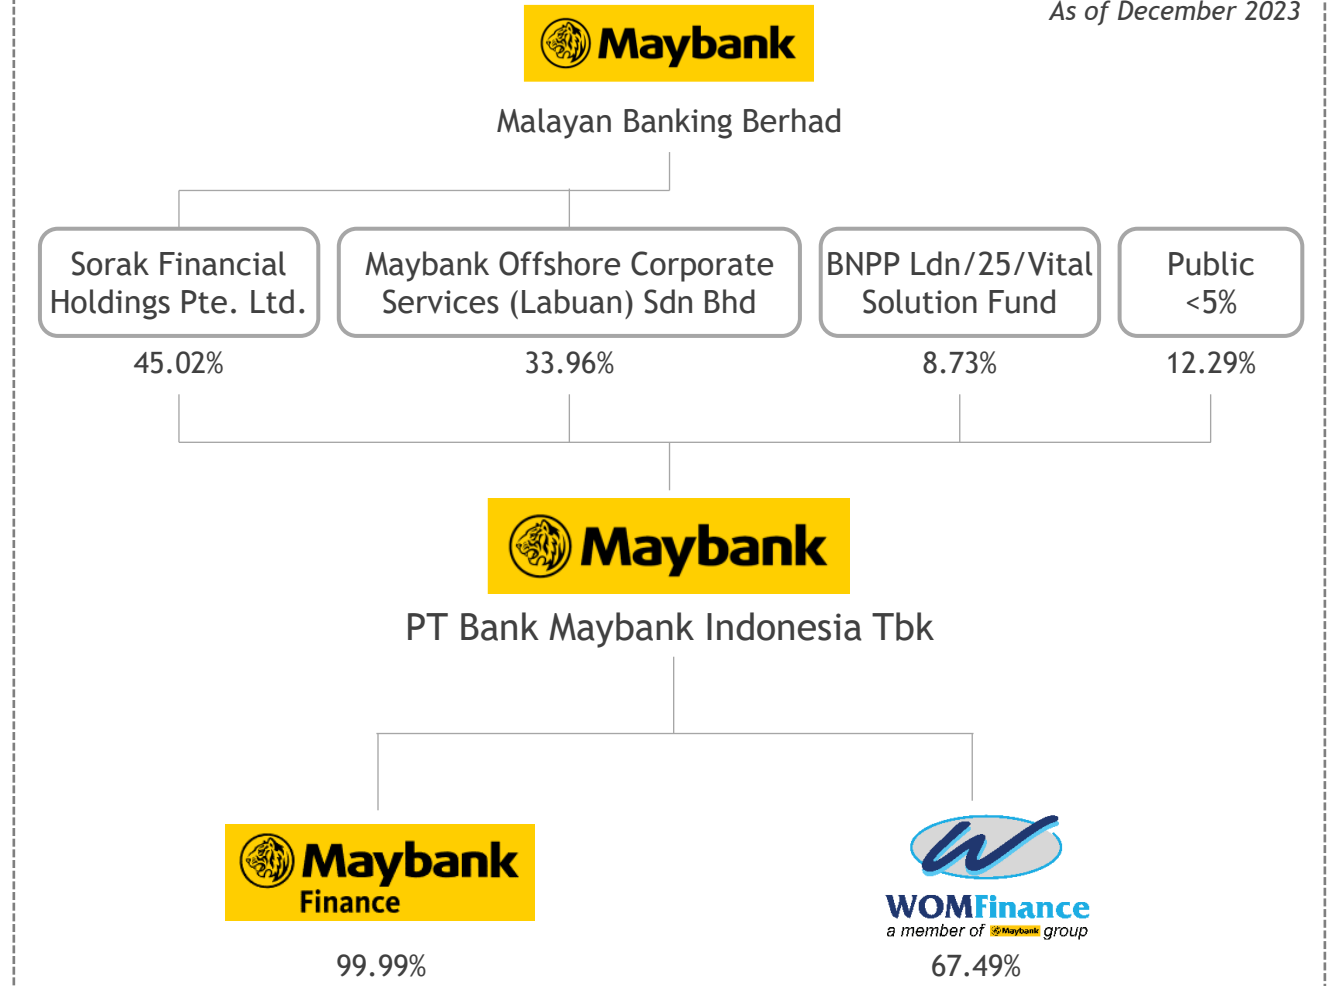 As of December 2023
Maybank
Malayan Banking Berhad
Sorak Financial
Holdings Pte. Ltd.
45.02%
Maybank Offshore Corporate
Services (Labuan) Sdn Bhd
33.96%
BNPP Ldn/25/Vital
Solution Fund
8.73%
Public
<5%
12.29%
Maybank
PT Bank Maybank Indonesia Tbk
Maybank
Finance
99.99%
WOMFinance
a member of Maybank group
67.49%